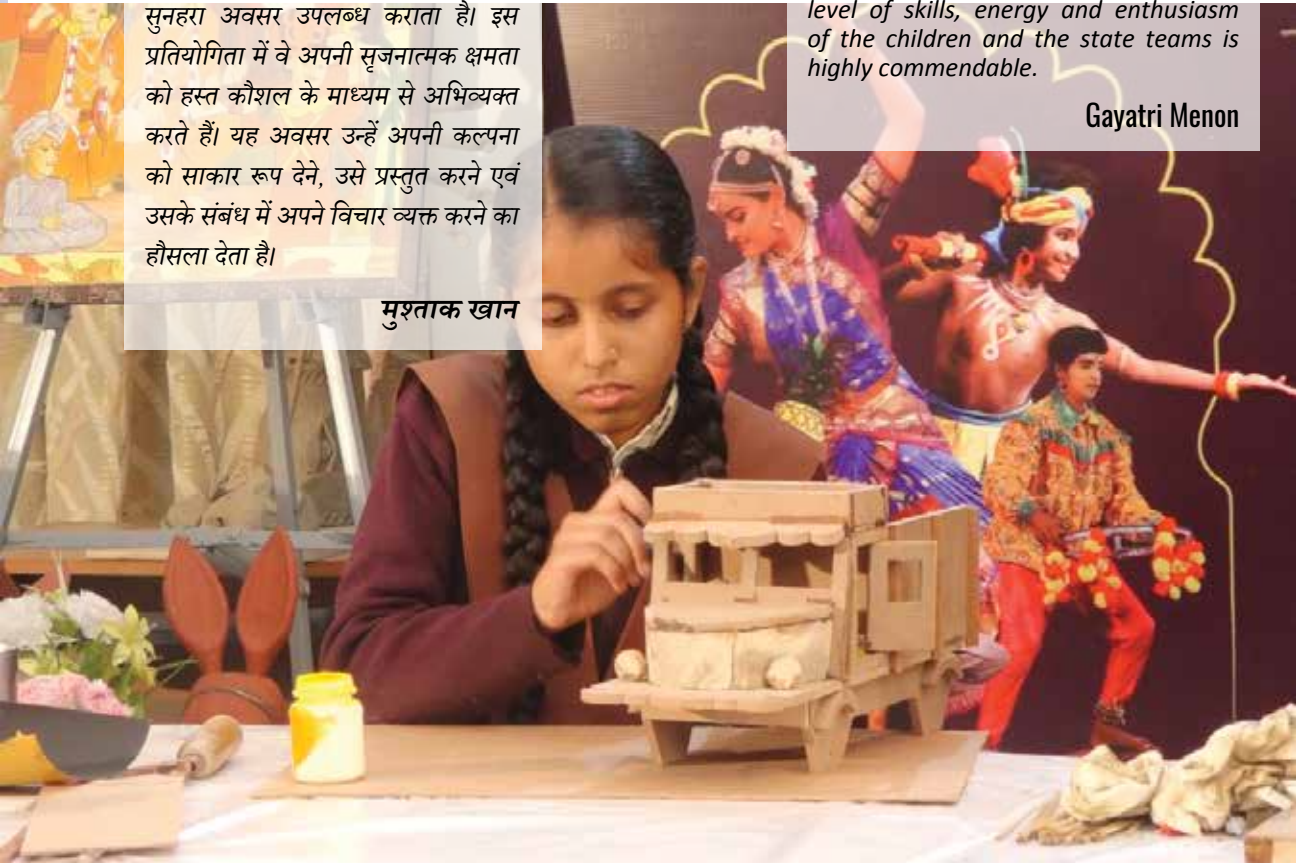 सुनहरा अवसर उपलब्ध कराता है। इस
प्रतियोगिता में वे अपनी सृजनात्मक क्षमता
को हस्त कौशल के माध्यम से अभिव्यक्त
करते हैं। यह अवसर उन्हें अपनी कल्पना
को साकार रूप देने, उसे प्रस्तुत करने एवं
उसके संबंध में अपने विचार व्यक्त करने का
हौसला देता है।
मुश्ताक खान
level of skills, energy and enthusiasm
of the children and the state teams is
highly commendable.
Gayatri Menon